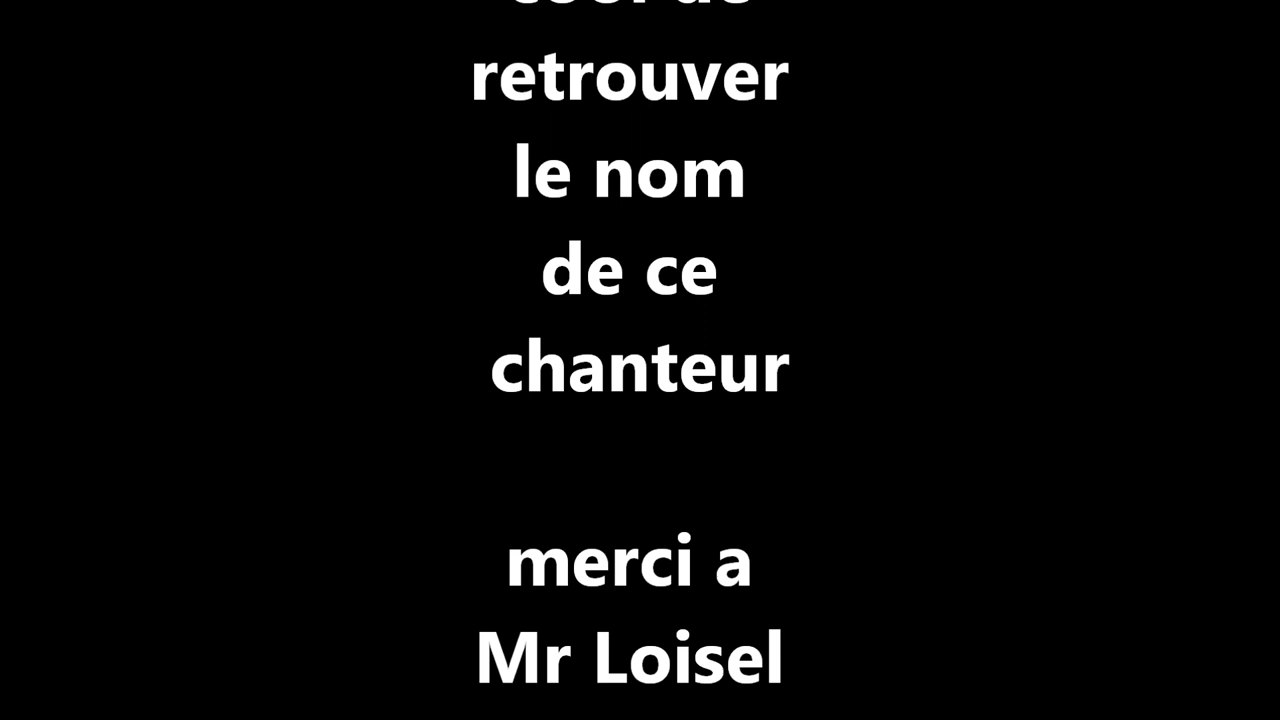 retrouver
le nom
de ce
chanteur
merci a
Mr Loisel